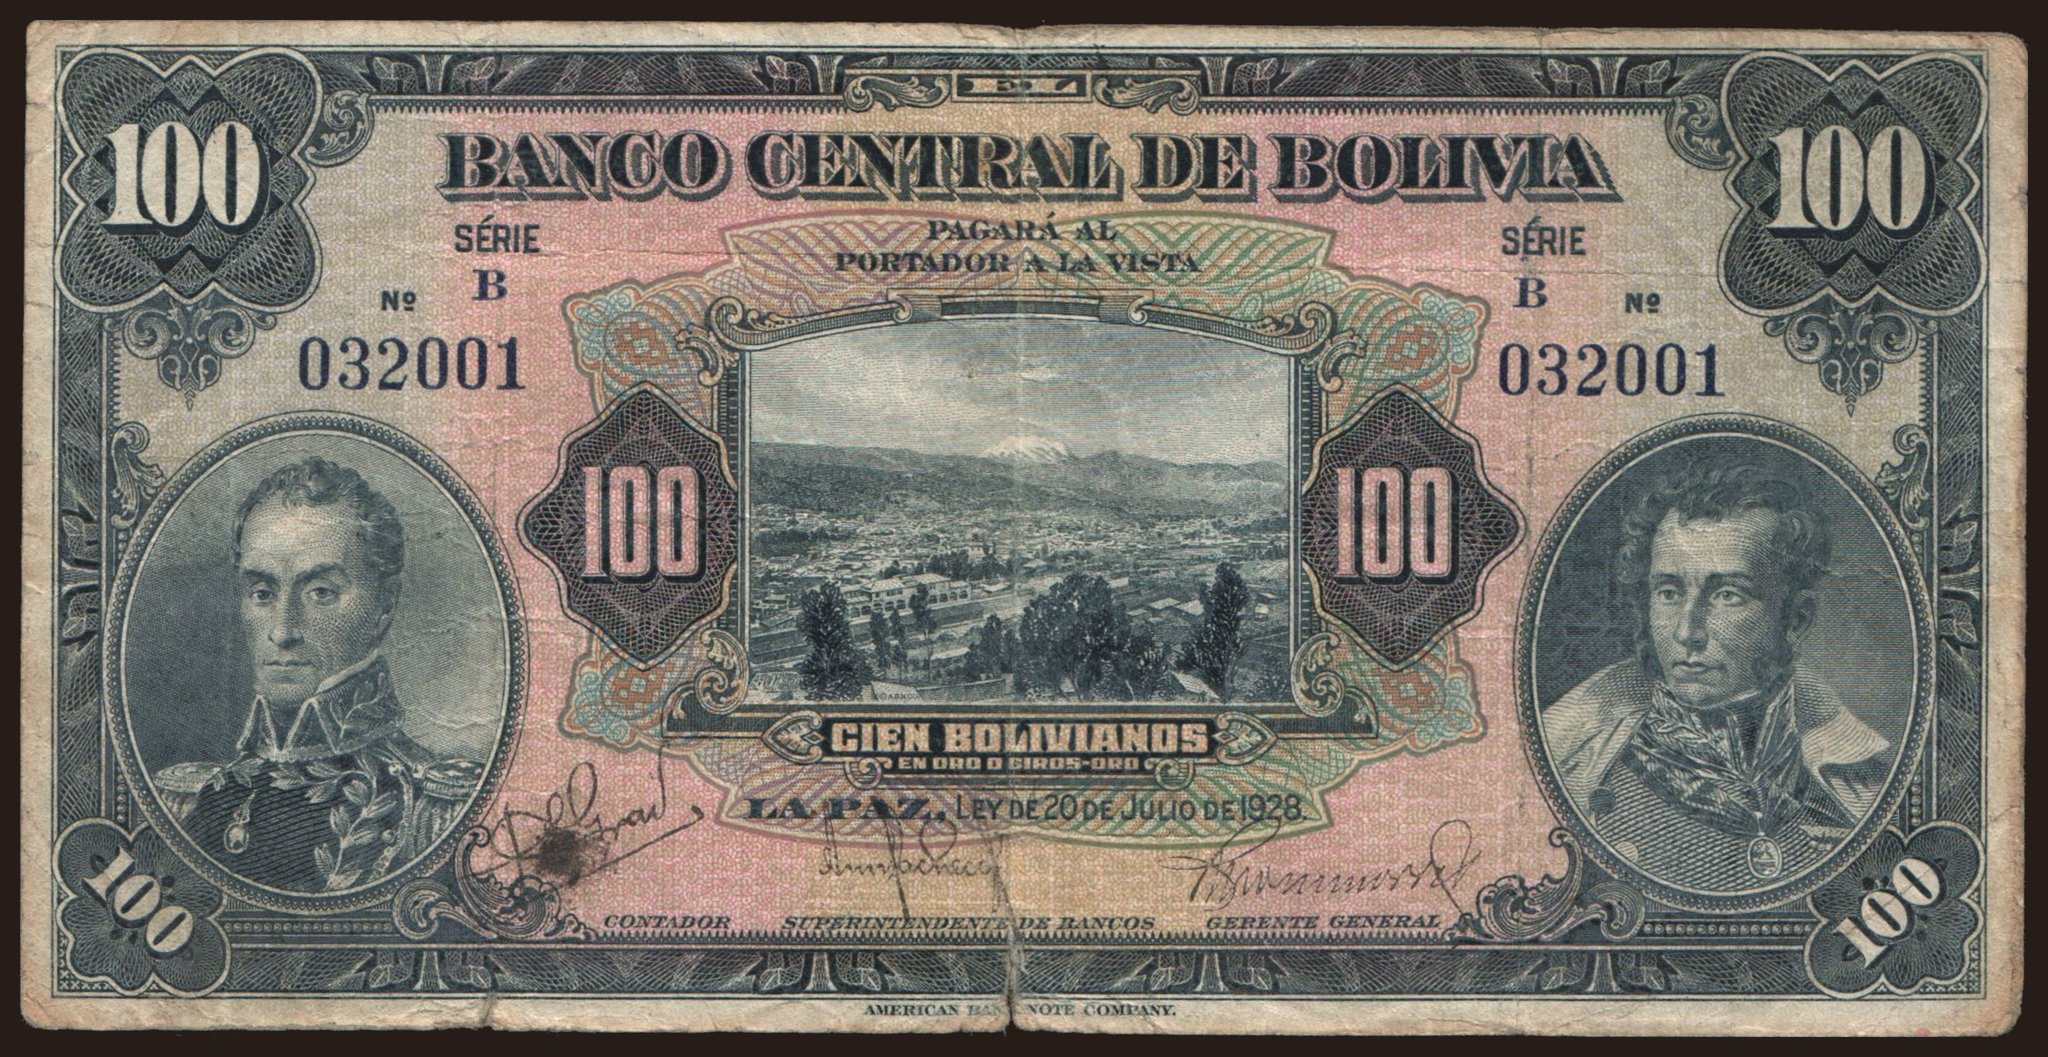 100
EL
100
BANCO CENTRAL DE BOLIVIA
PAGARÁ AL
PORTADOR A LA VISTA
SÉRIE
B
Nº
032001
SÉRIE
B
Nº
032001
100
100
©ABNCO.
CIEN BOLIVIANOS
EN ORO O GIROS-ORO
LA PAZ, LEY DE 20 DE JULIO DE 1928.
CONTADOR SUPERINTENDENTE DE BANCOS GERENTE GENERAL
100
100
AMERICAN BANK NOTE COMPANY.